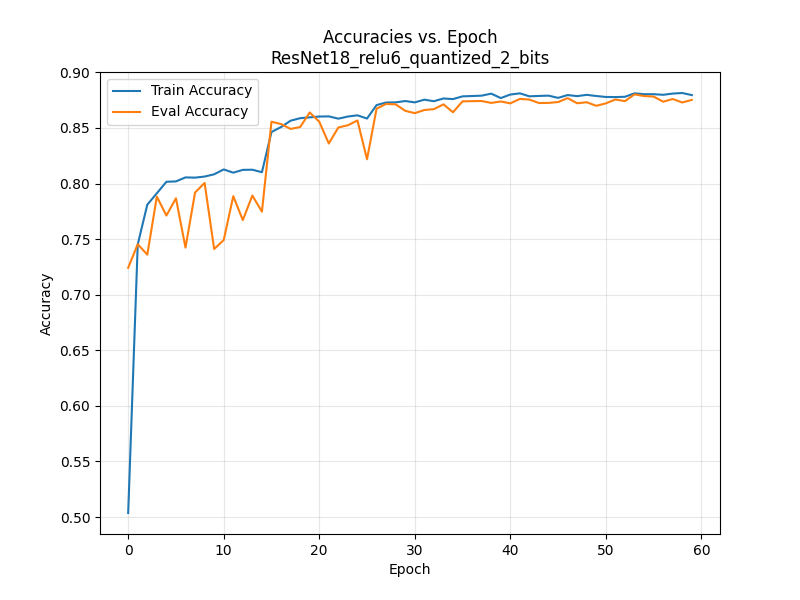 Accuracies vs. Epoch
ResNet18_relu6_quantized_2_bits
Train Accuracy
Eval Accuracy
0.90
0.85
0.80
0.75
0.70
0.65
0.60
0.55
0.50
Accuracy
0 10 20 30 40 50 60
Epoch